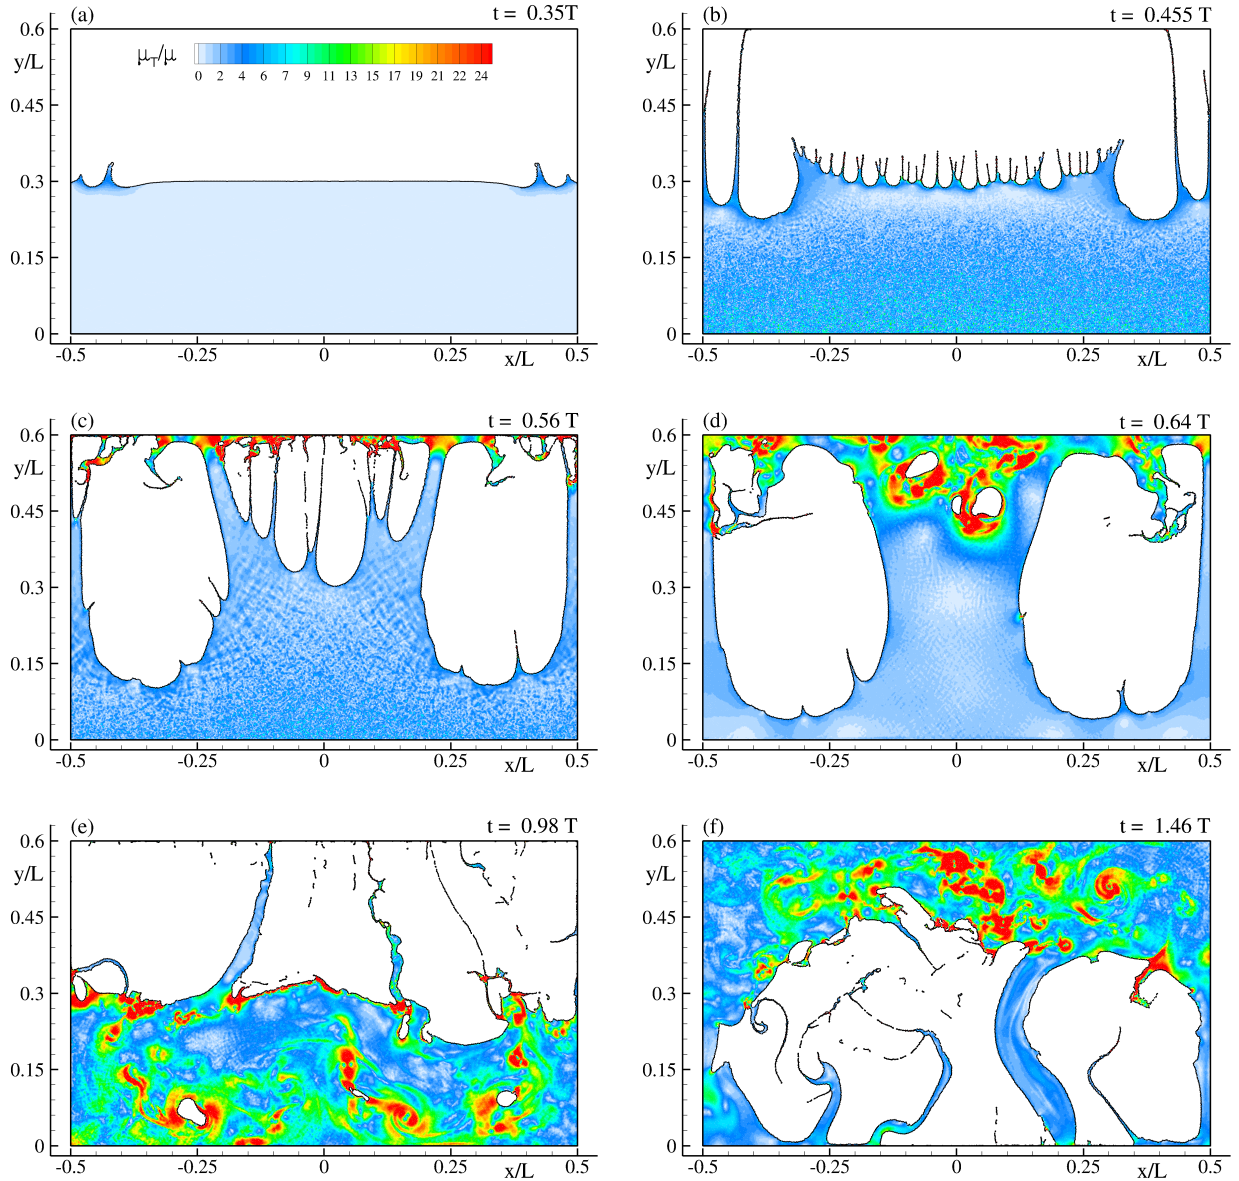 (a) t = 0.35T
0.6
y/L
μT/μ
0 2 4 6 7 9 11 13 15 17 19 21 22 24
0.45
0.3
0.15
0
-0.5 -0.25 0 0.25 x/L 0.5
(b) t = 0.455 T
0.6
y/L
0.45
0.3
0.15
0
-0.5 -0.25 0 0.25 x/L 0.5
(c) t = 0.56 T
0.6
y/L
0.45
0.3
0.15
0
-0.5 -0.25 0 0.25 x/L 0.5
(d) t = 0.64 T
0.6
y/L
0.45
0.3
0.15
0
-0.5 -0.25 0 0.25 x/L 0.5
(e) t = 0.98 T
0.6
y/L
0.45
0.3
0.15
0
-0.5 -0.25 0 0.25 x/L 0.5
(f) t = 1.46 T
0.6
y/L
0.45
0.3
0.15
0
-0.5 -0.25 0 0.25 x/L 0.5